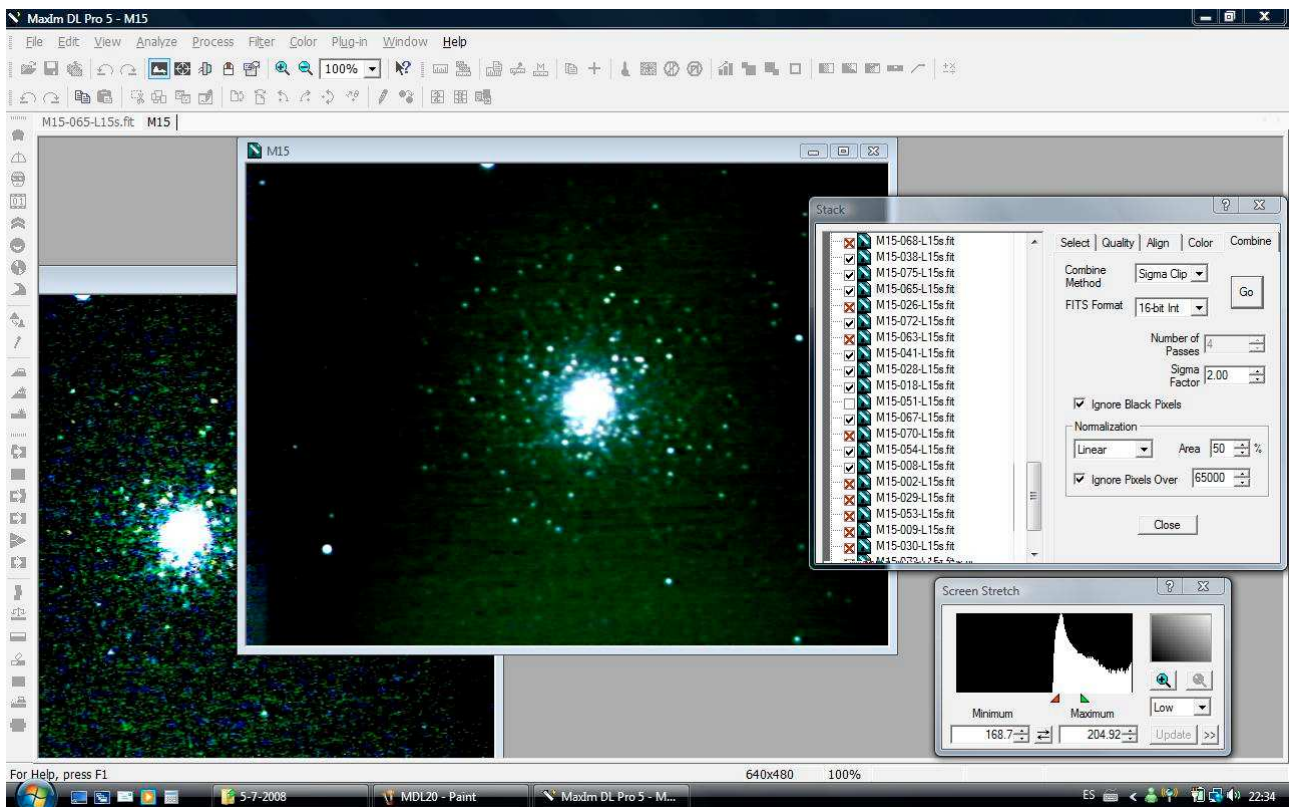 MaxIm DL Pro 5 - M15
File Edit View Analyze Process Filter Color Plug-in Window Help
100%
M15-065-L15s.fit M15
M15
Stack
M15-068-L15s.fit
M15-038-L15s.fit
M15-075-L15s.fit
M15-065-L15s.fit
M15-026-L15s.fit
M15-072-L15s.fit
M15-063-L15s.fit
M15-041-L15s.fit
M15-028-L15s.fit
M15-018-L15s.fit
M15-051-L15s.fit
M15-067-L15s.fit
M15-070-L15s.fit
M15-054-L15s.fit
M15-008-L15s.fit
M15-002-L15s.fit
M15-029-L15s.fit
M15-053-L15s.fit
M15-009-L15s.fit
M15-030-L15s.fit
Select Quality Align Color Combine
Combine Method Sigma Clip
Go
FITS Format 16-bit Int
Number of Passes 4
Sigma Factor 2.00
Ignore Black Pixels
Normalization
Linear Area 50 %
Ignore Pixels Over 65000
Close
Screen Stretch
Minimum Maximum
Low
168.7 204.92 Update >>
For Help, press F1 640x480 100%
5-7-2008 MDL20 - Paint MaxIm DL Pro 5 - M... ES 22:34